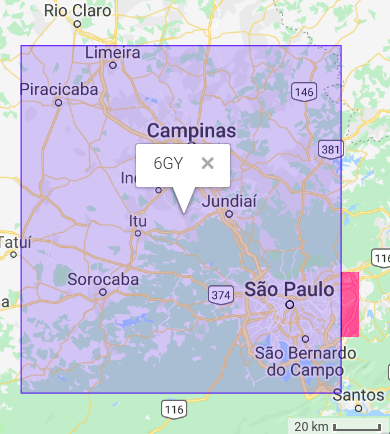 Rio Claro
Limeira
Piracicaba
146
Campinas
381
6GY ×
Jundiaí
Itu
Tatuí
116
Sorocaba
374
São Paulo
São Bernardo
do Campo
Santos
116
20 km